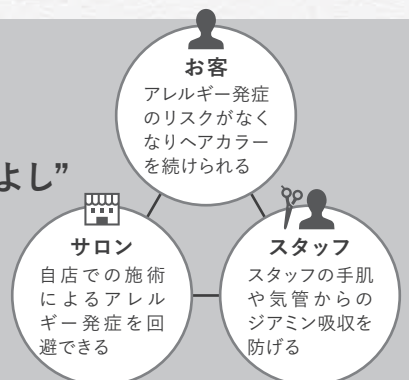 お客
アレルギー発症
のリスクがなく
なりヘアカラー
を続けられる
よし”
サロン
自店での施術
によるアレル
ギー発症を回
避できる
スタッフ
スタッフの手肌
や気管からの
ジアミン吸収を
防げる